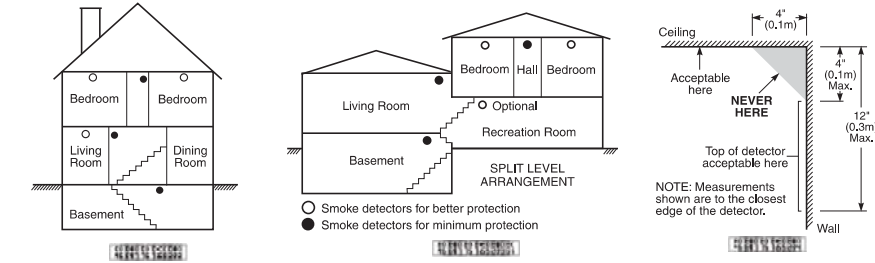 Bedroom
Bedroom
Living
Room
Dining
Room
Basement
Bedroom
Hall
Bedroom
Living Room
Optional
Recreation Room
Basement
SPLIT LEVEL
ARRANGEMENT
Smoke detectors for better protection
Smoke detectors for minimum protection
4"
(0.1m)
Ceiling
Acceptable
here
NEVER
HERE
4"
(0.1m)
Max.
12"
(0.3m
Max.
Top of detector
acceptable here
NOTE: Measurements
shown are to the closest
edge of the detector.
Wall